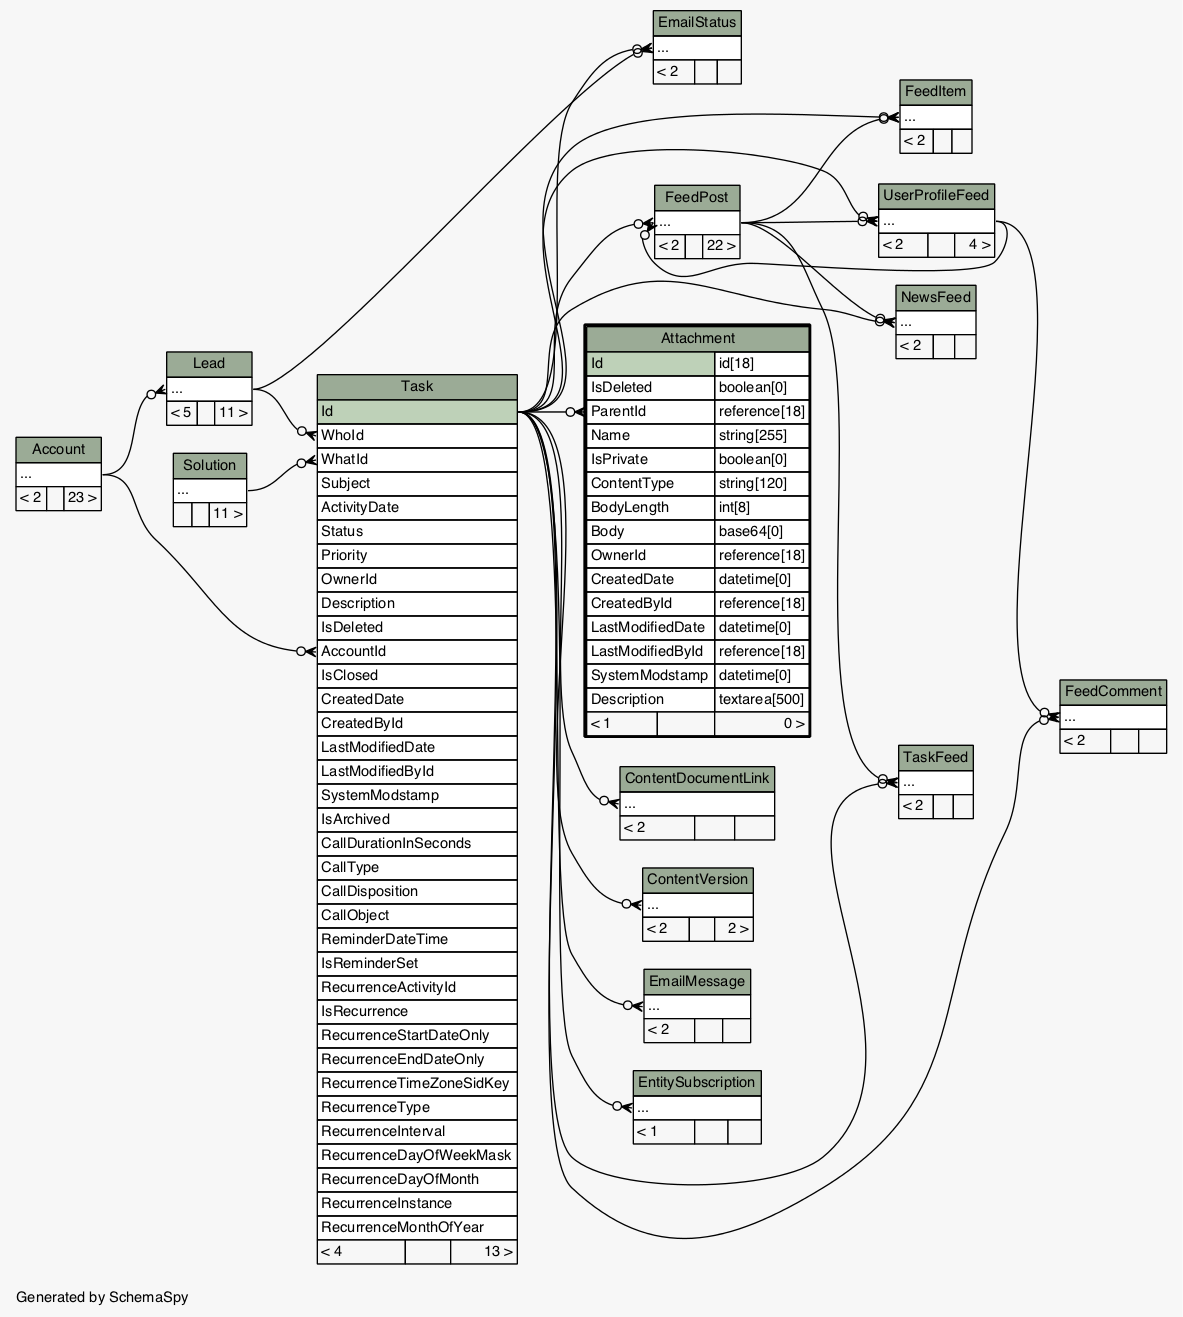 EmailStatus
...
< 2
FeedItem
...
< 2
FeedPost
...
< 2 22 >
UserProfileFeed
...
< 2 4 >
NewsFeed
...
< 2
Attachment
Id id[18]
IsDeleted boolean[0]
ParentId reference[18]
Name string[255]
IsPrivate boolean[0]
ContentType string[120]
BodyLength int[8]
Body base64[0]
OwnerId reference[18]
CreatedDate datetime[0]
CreatedById reference[18]
LastModifiedDate datetime[0]
LastModifiedById reference[18]
SystemModstamp datetime[0]
Description textarea[500]
< 1 0 >
Lead
...
< 5 11 >
Account
...
< 2 23 >
Solution
...
11 >
Task
Id
WhoId
WhatId
Subject
ActivityDate
Status
Priority
OwnerId
Description
IsDeleted
AccountId
IsClosed
CreatedDate
CreatedById
LastModifiedDate
LastModifiedById
SystemModstamp
IsArchived
CallDurationInSeconds
CallType
CallDisposition
CallObject
ReminderDateTime
IsReminderSet
RecurrenceActivityId
IsRecurrence
RecurrenceStartDateOnly
RecurrenceEndDateOnly
RecurrenceTimeZoneSidKey
RecurrenceType
RecurrenceInterval
RecurrenceDayOfWeekMask
RecurrenceDayOfMonth
RecurrenceInstance
RecurrenceMonthOfYear
< 4 13 >
FeedComment
...
< 2
TaskFeed
...
< 2
ContentDocumentLink
...
< 2
ContentVersion
...
< 2 2 >
EmailMessage
...
< 2
EntitySubscription
...
< 1
Generated by SchemaSpy